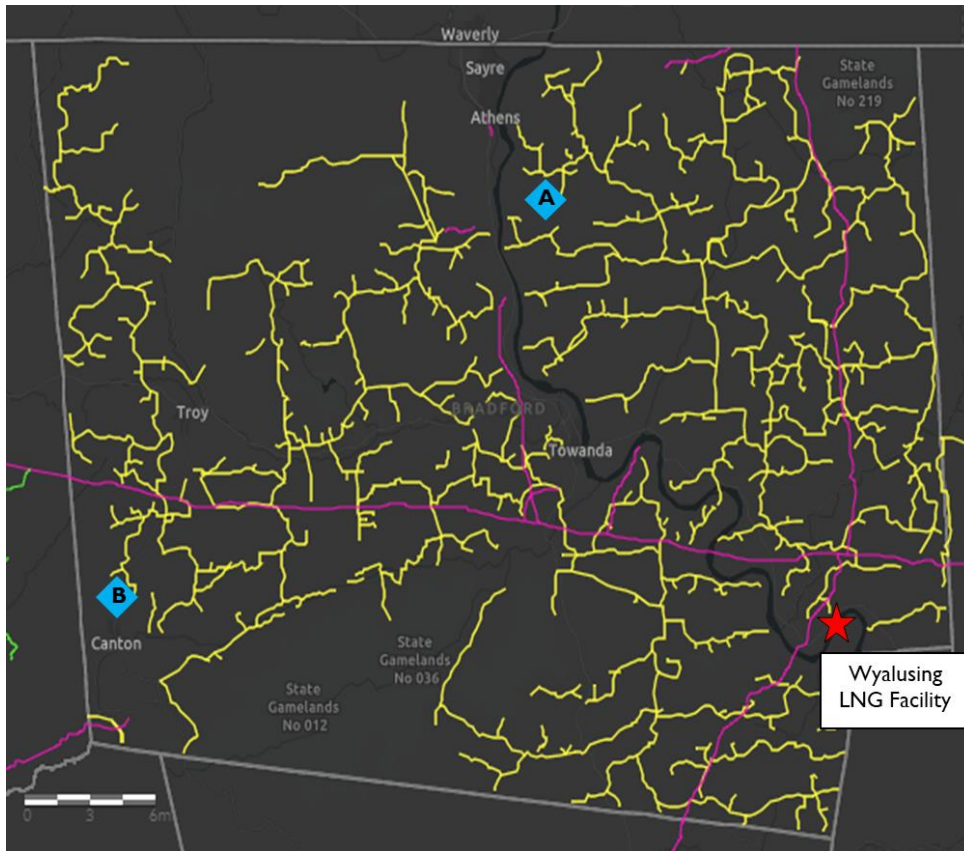 Waverly
Sayre
State
Gamelands
No 219
Athens
A
BRADFORD
Troy
Towanda
B
Canton
State
Gamelands
No 036
State
Gamelands
No 012
Wyalusing
LNG Facility
0 3 6mi